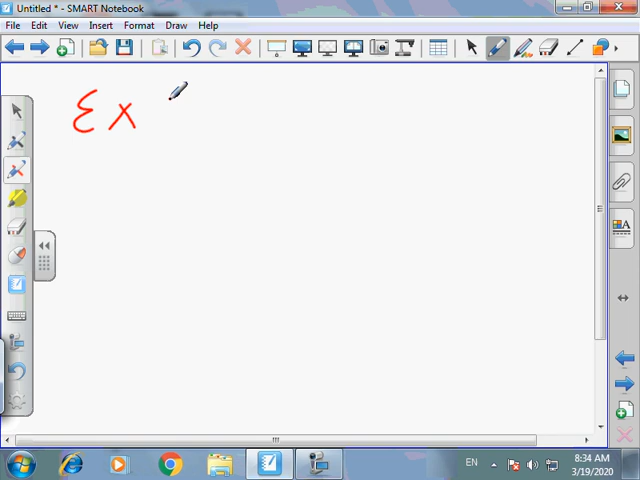 Untitled * - SMART Notebook
File Edit View Insert Format Draw Help
Ex
EN
8:34 AM
3/19/2020